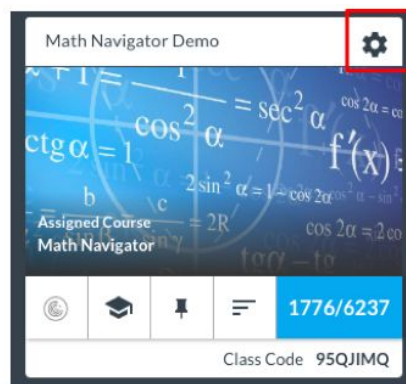 Math Navigator Demo
cos² α = sec² α
cos 2α =
ctg α = 1
f'(x)
2 sin² α = 1 - cos 2α
b
c
= 2R
cos 2α = 2
sin γ
Assigned Course
Math Navigator
1776/6237
Class Code 95QJIMQ